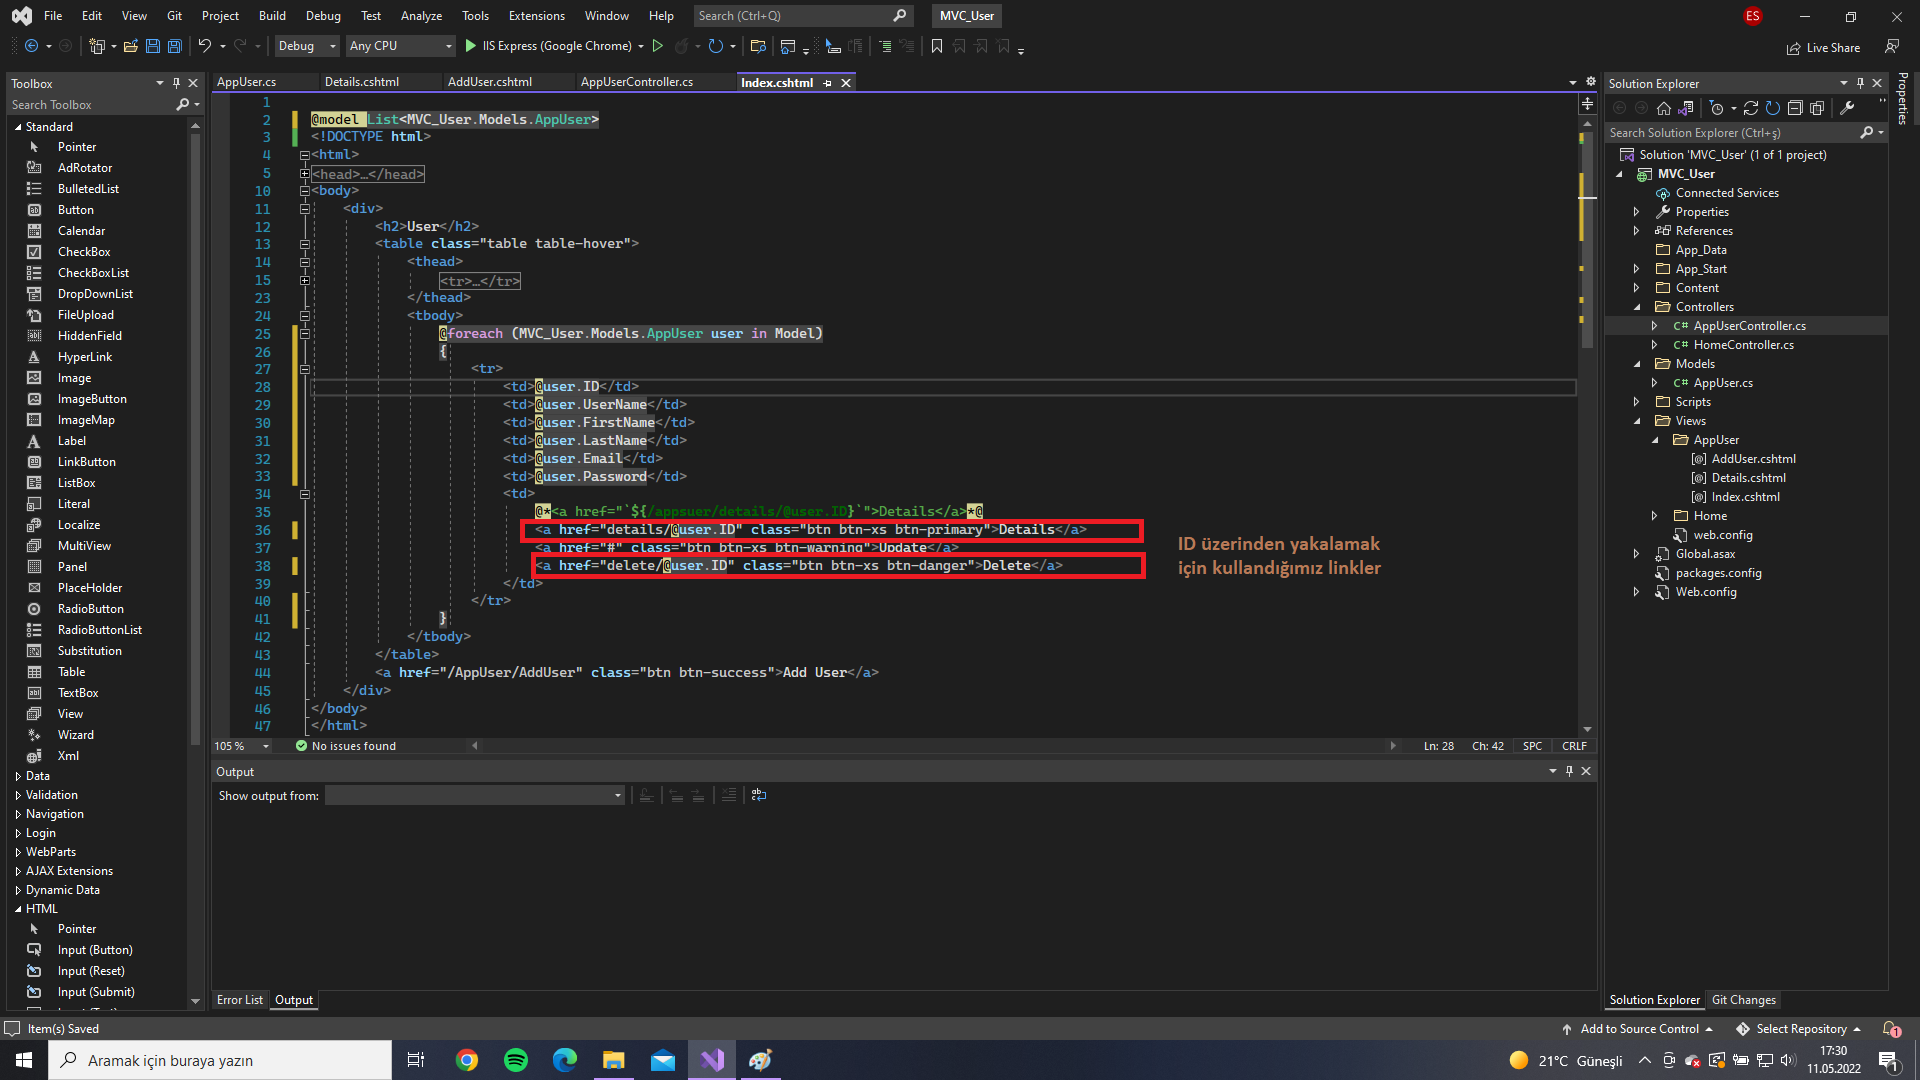 File Edit View Git Project Build Debug Test Analyze Tools Extensions Window Help Search (Ctrl+Q) MVC_User ES
Debug Any CPU IIS Express (Google Chrome) Live Share
Toolbox
Search Toolbox
Standard
Pointer
AdRotator
BulletedList
Button
Calendar
CheckBox
CheckBoxList
DropDownList
FileUpload
HiddenField
HyperLink
Image
ImageButton
ImageMap
Label
LinkButton
ListBox
Literal
Localize
MultiView
Panel
PlaceHolder
RadioButton
RadioButtonList
Substitution
Table
TextBox
View
Wizard
Xml
Data
Validation
Navigation
Login
WebParts
AJAX Extensions
Dynamic Data
HTML
Pointer
Input (Button)
Input (Reset)
Input (Submit)
AppUser.cs Details.cshtml AddUser.cshtml AppUserController.cs Index.cshtml
1
2 @model List<MVC_User.Models.AppUser>
3 <!DOCTYPE html>
4 <html>
5 <head>…</head>
10 <body>
11 <div>
12 <h2>User</h2>
13 <table class="table table-hover">
14 <thead>
15 <tr>…</tr>
23 </thead>
24 <tbody>
25 @foreach (MVC_User.Models.AppUser user in Model)
26 {
27 <tr>
28 <td>@user.ID</td>
29 <td>@user.UserName</td>
30 <td>@user.FirstName</td>
31 <td>@user.LastName</td>
32 <td>@user.Email</td>
33 <td>@user.Password</td>
34 <td>
35 @*<a href="`${/appsuer/details/@user.ID}`">Details</a>*@
36 <a href="details/@user.ID" class="btn btn-xs btn-primary">Details</a>
37 <a href="#" class="btn btn-xs btn-warning">Update</a>
38 <a href="delete/@user.ID" class="btn btn-xs btn-danger">Delete</a>
39 </td>
40 </tr>
41 }
42 </tbody>
43 </table>
44 <a href="/AppUser/AddUser" class="btn btn-success">Add User</a>
45 </div>
46 </body>
47 </html>
ID üzerinden yakalamak
için kullandığımız linkler
105 % No issues found Ln: 28 Ch: 42 SPC CRLF
Output
Show output from:
Error List Output
Solution Explorer
Search Solution Explorer (Ctrl+ş)
Solution 'MVC_User' (1 of 1 project)
MVC_User
Connected Services
Properties
References
App_Data
App_Start
Content
Controllers
C# AppUserController.cs
C# HomeController.cs
Models
C# AppUser.cs
Scripts
Views
AppUser
AddUser.cshtml
Details.cshtml
Index.cshtml
Home
web.config
Global.asax
packages.config
Web.config
Solution Explorer Git Changes
Properties
Item(s) Saved Add to Source Control Select Repository 1
Aramak için buraya yazın 21°C Güneşli 17:30
11.05.2022 1